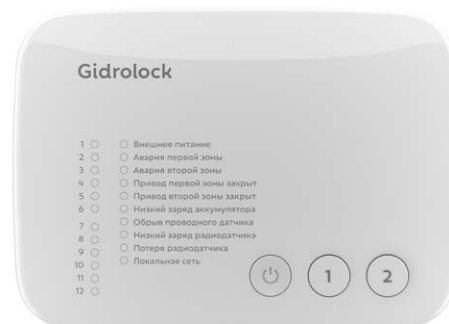 Gidrolock
1
2
3
4
5
6
7
8
9
10
11
12
Внешнее питание
Авария первой зоны
Авария второй зоны
Привод первой зоны закрыт
Привод второй зоны закрыт
Низкий заряд аккумулятора
Обрыв проводного датчика
Низкий заряд радиодатчика
Потеря радиодатчика
Локальная сеть
1
2